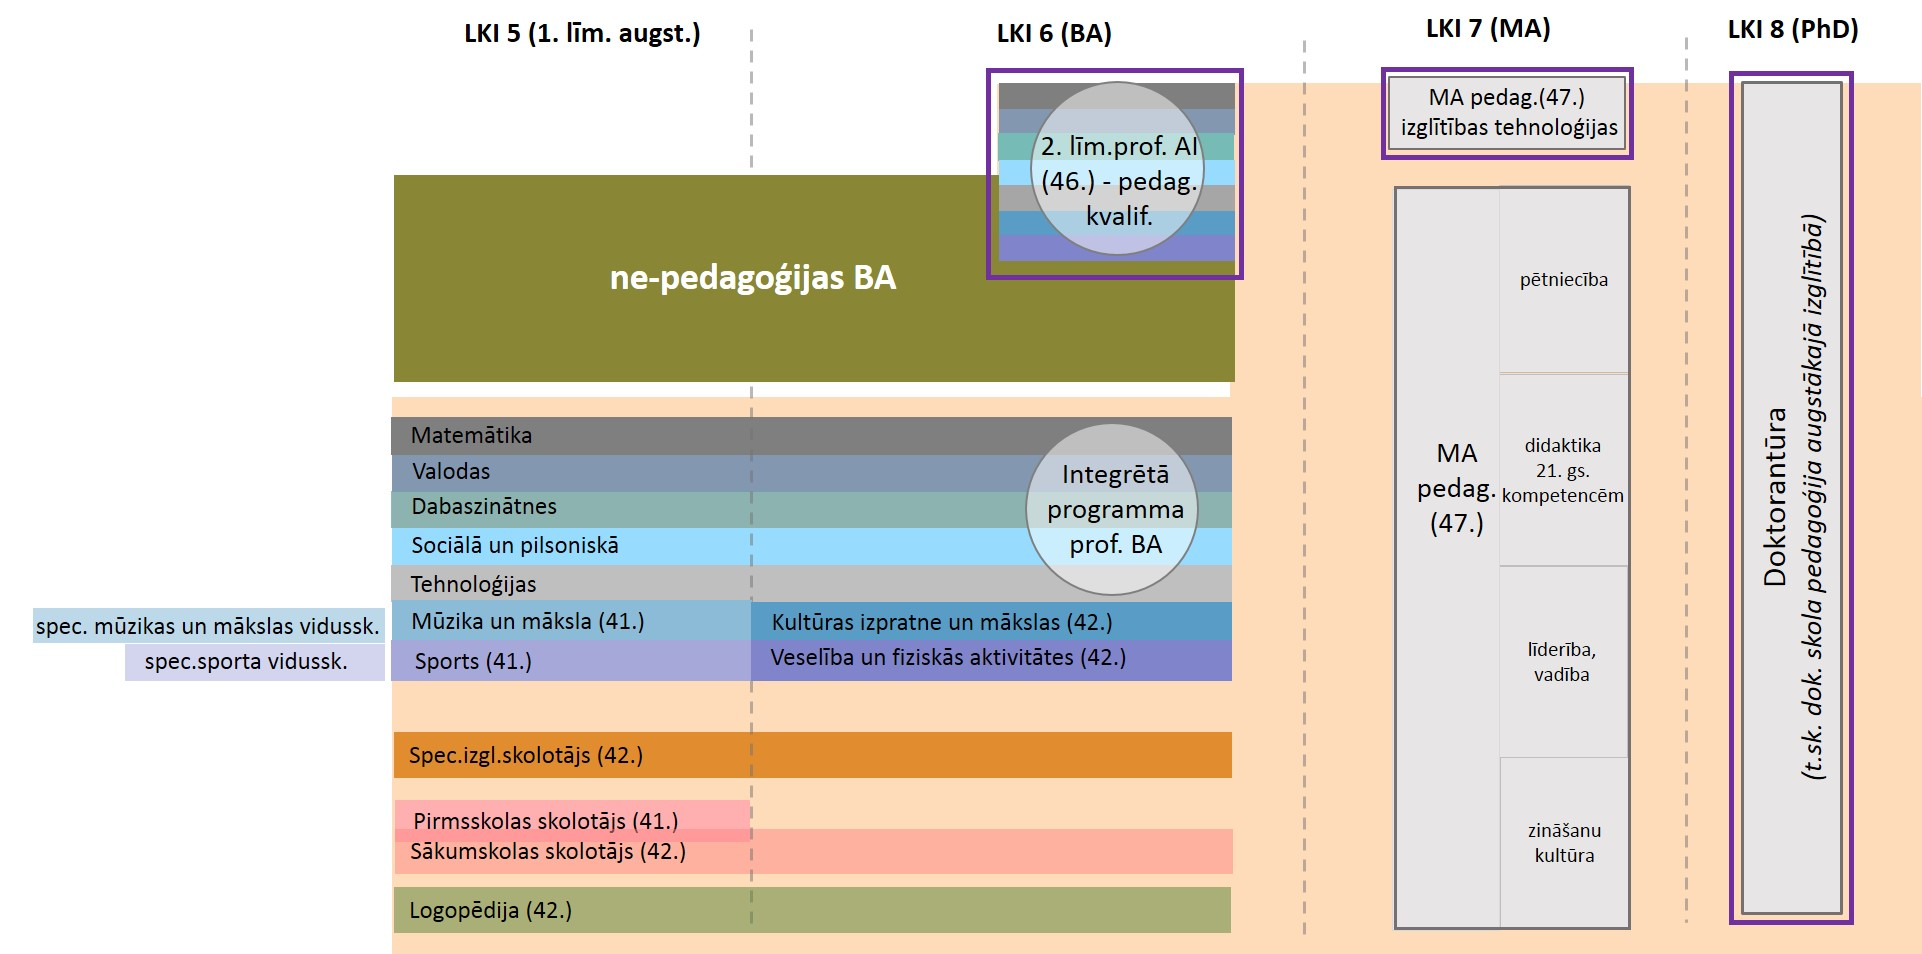 LKI 5 (1. līm. augst.)
LKI 6 (BA)
LKI 7 (MA)
LKI 8 (PhD)
2. līm.prof. AI
(46.) - pedag.
kvalif.
ne-pedagoģijas BA
MA pedag.(47.)
izglītības tehnoloģijas
Matemātika
Valodas
Dabaszinātnes
Sociālā un pilsoniskā
Tehnoloģijas
Integrētā
programma
prof. BA
spec. mūzikas un mākslas vidussk.
Mūzika un māksla (41.)
Kultūras izpratne un mākslas (42.)
spec.sporta vidussk.
Sports (41.)
Veselība un fiziskās aktivitātes (42.)
Spec.izgl.skolotājs (42.)
Pirmsskolas skolotājs (41.)
Sākumskolas skolotājs (42.)
Logopēdija (42.)
MA
pedag.
(47.)
pētniecība
didaktika
21. gs.
kompetencēm
līderība,
vadība
zināšanu
kultūra
Doktorantūra
(t.sk. dok. skola pedagoģija augstākajā izglītībā)